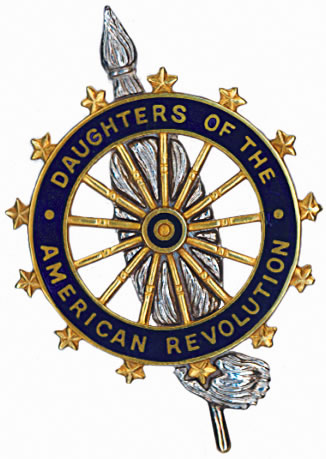 DAUGHTERS OF THE
AMERICAN REVOLUTION